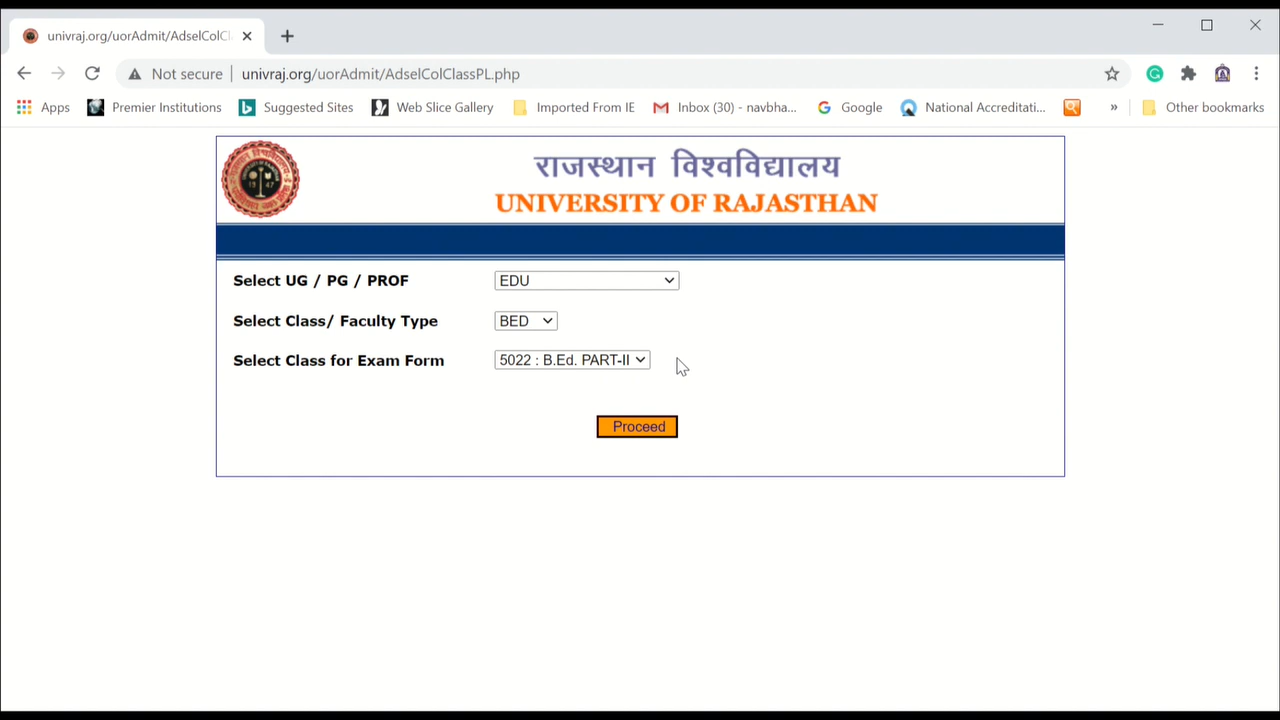 univraj.org/uorAdmit/AdselColCl
Not secure univraj.org/uorAdmit/AdselColClassPL.php
Apps Premier Institutions Suggested Sites Web Slice Gallery Imported From IE Inbox (30) - navbha... Google National Accreditati... » Other bookmarks
राजस्थान विश्वविद्यालय
UNIVERSITY OF RAJASTHAN
Select UG / PG / PROF EDU
Select Class/ Faculty Type BED
Select Class for Exam Form 5022 : B.Ed. PART-II
Proceed